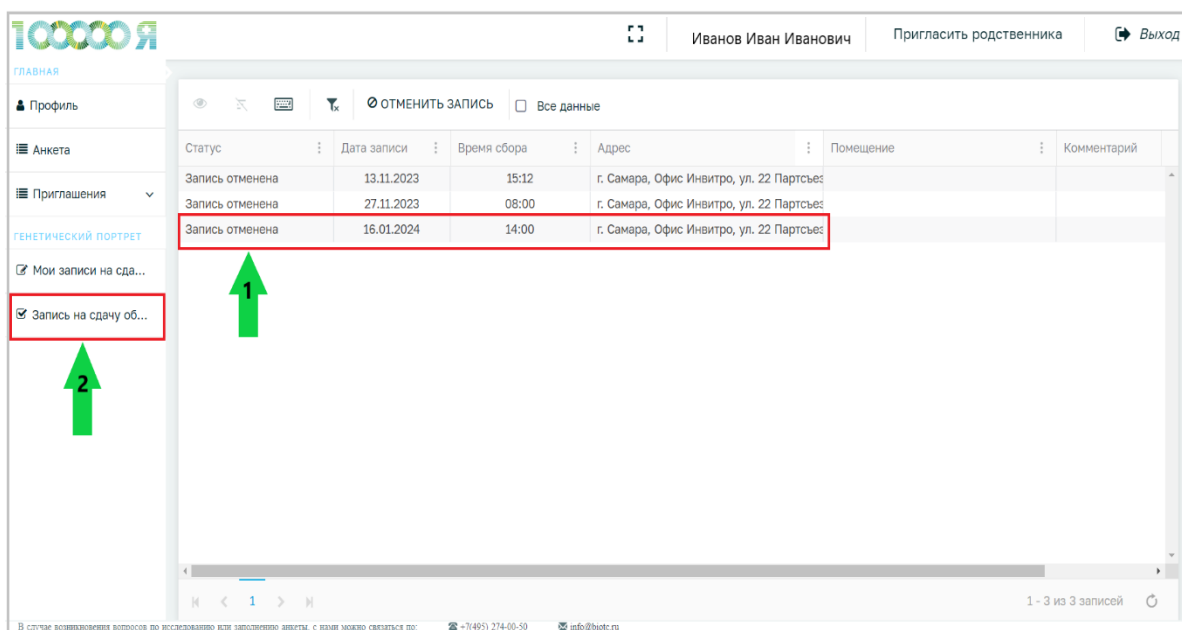 100000 Я
Иванов Иван Иванович
Пригласить родственника
Выход
ГЛАВНАЯ
Профиль
Анкета
Приглашения
ГЕНЕТИЧЕСКИЙ ПОРТРЕТ
Мои записи на сда...
Запись на сдачу об...
2
ОТМЕНИТЬ ЗАПИСЬ Все данные
Статус Дата записи Время сбора Адрес Помещение Комментарий
Запись отменена 13.11.2023 15:12 г. Самара, Офис Инвитро, ул. 22 Партсъез
Запись отменена 27.11.2023 08:00 г. Самара, Офис Инвитро, ул. 22 Партсъез
Запись отменена 16.01.2024 14:00 г. Самара, Офис Инвитро, ул. 22 Партсъез
1
1
1 - 3 из 3 записей
В случае возникновения вопросов по исследованию или заполнению анкеты, с нами можно связаться по: +7(495) 274-00-50 info@biotc.ru